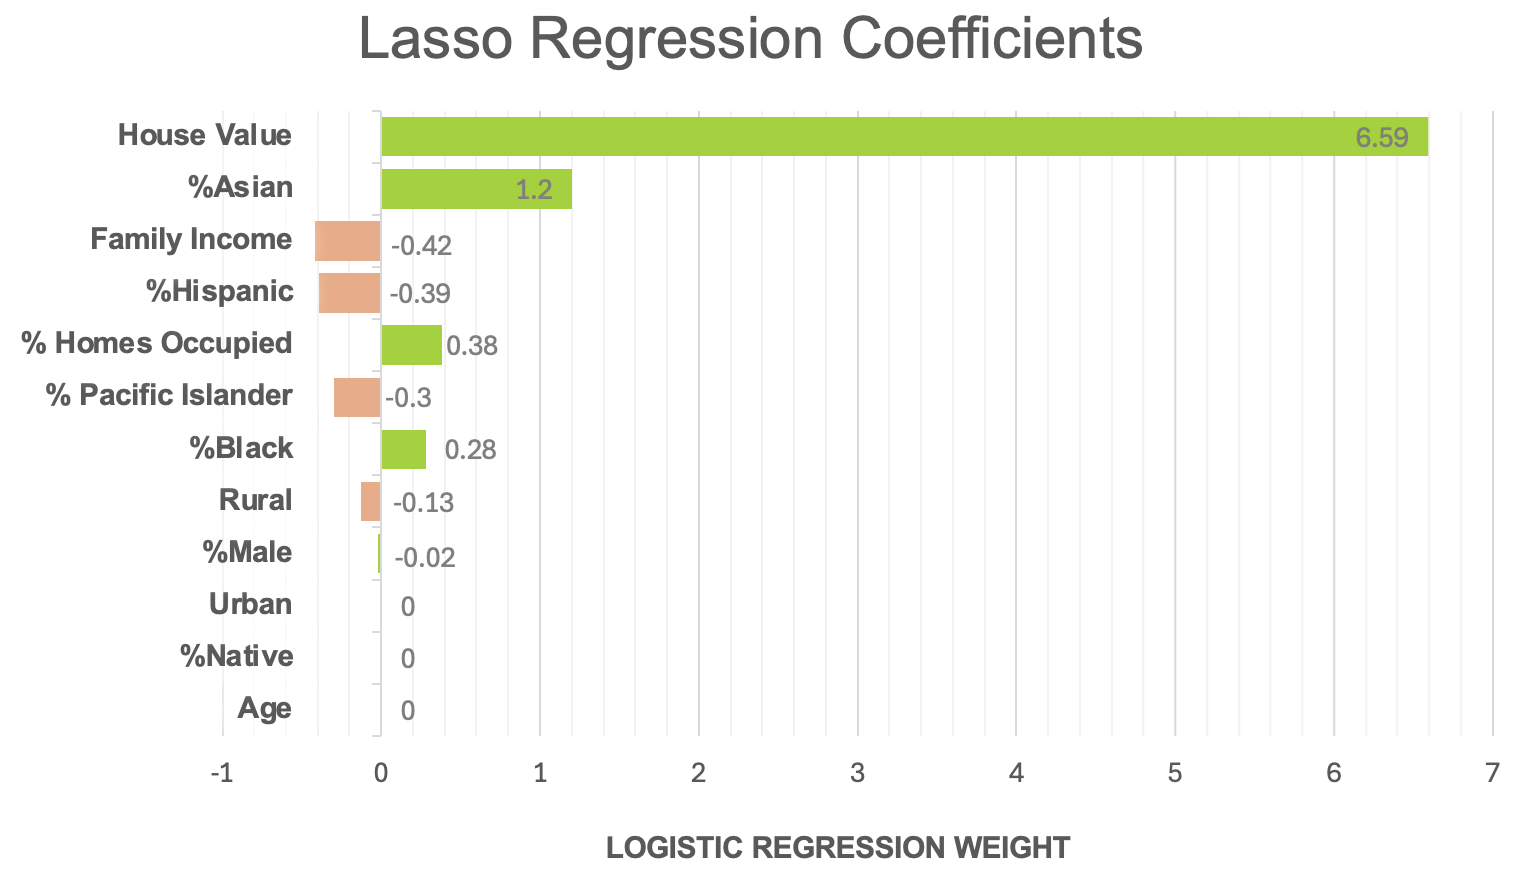 Lasso Regression Coefficients
House Value 6.59
%Asian 1.2
Family Income -0.42
%Hispanic -0.39
% Homes Occupied 0.38
% Pacific Islander -0.3
%Black 0.28
Rural -0.13
%Male -0.02
Urban 0
%Native 0
Age 0
-1 0 1 2 3 4 5 6 7
LOGISTIC REGRESSION WEIGHT